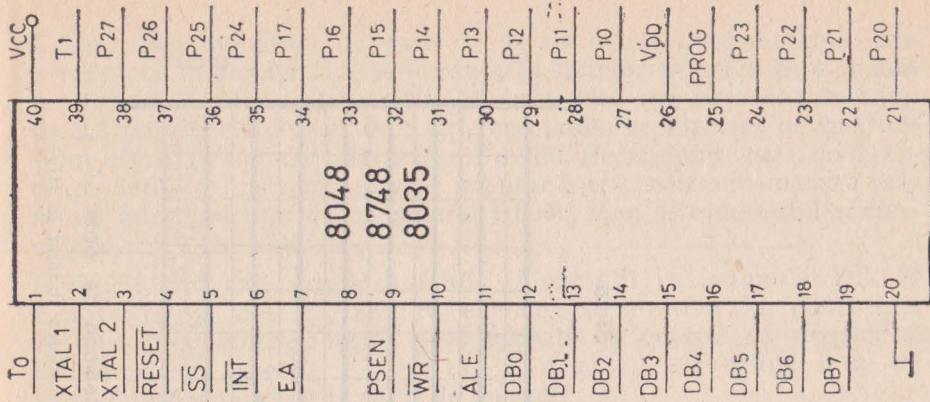 T0 1 40 VCC
XTAL 1 2 39 T1
XTAL 2 3 38 P27
RESET 4 37 P26
SS 5 36 P25
INT 6 35 P24
EA 7 34 P17
8 8048 33 P16
PSEN 9 8748 32 P15
WR 10 8035 31 P14
ALE 11 30 P13
DB0 12 29 P12
DB1 13 28 P11
DB2 14 27 P10
DB3 15 26 VDD
DB4 16 25 PROG
DB5 17 24 P23
DB6 18 23 P22
DB7 19 22 P21
20 21 P20